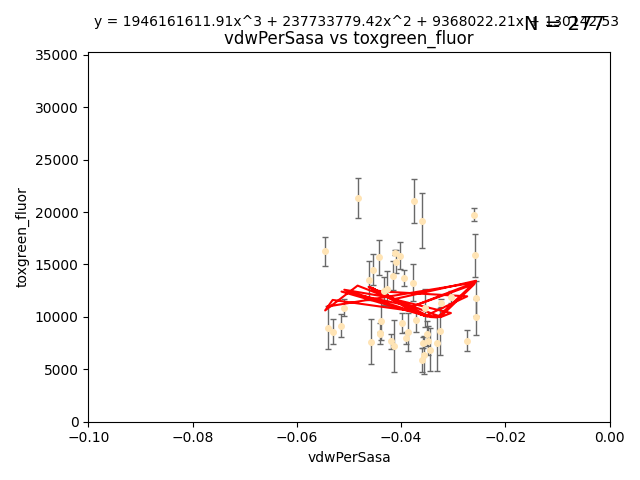 y = 1946161611.91x^3 + 237733779.42x^2 + 9368022.21x +
N = 277
vdwPerSasa vs toxgreen_fluor
35000
30000
25000
20000
15000
10000
5000
0
toxgreen_fluor
−0.10
−0.08
−0.06
−0.04
−0.02
0.00
vdwPerSasa